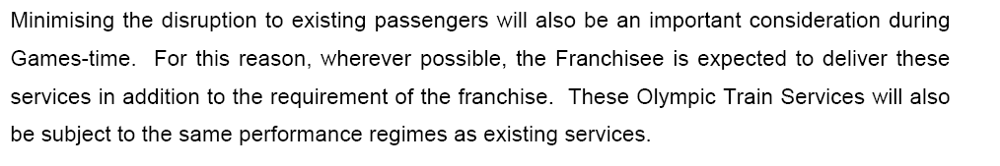 Minimising the disruption to existing passengers will also be an important consideration during
Games-time.  For this reason, wherever possible, the Franchisee is expected to deliver these
services in addition to the requirement of the franchise.  These Olympic Train Services will also
be subject to the same performance regimes as existing services.